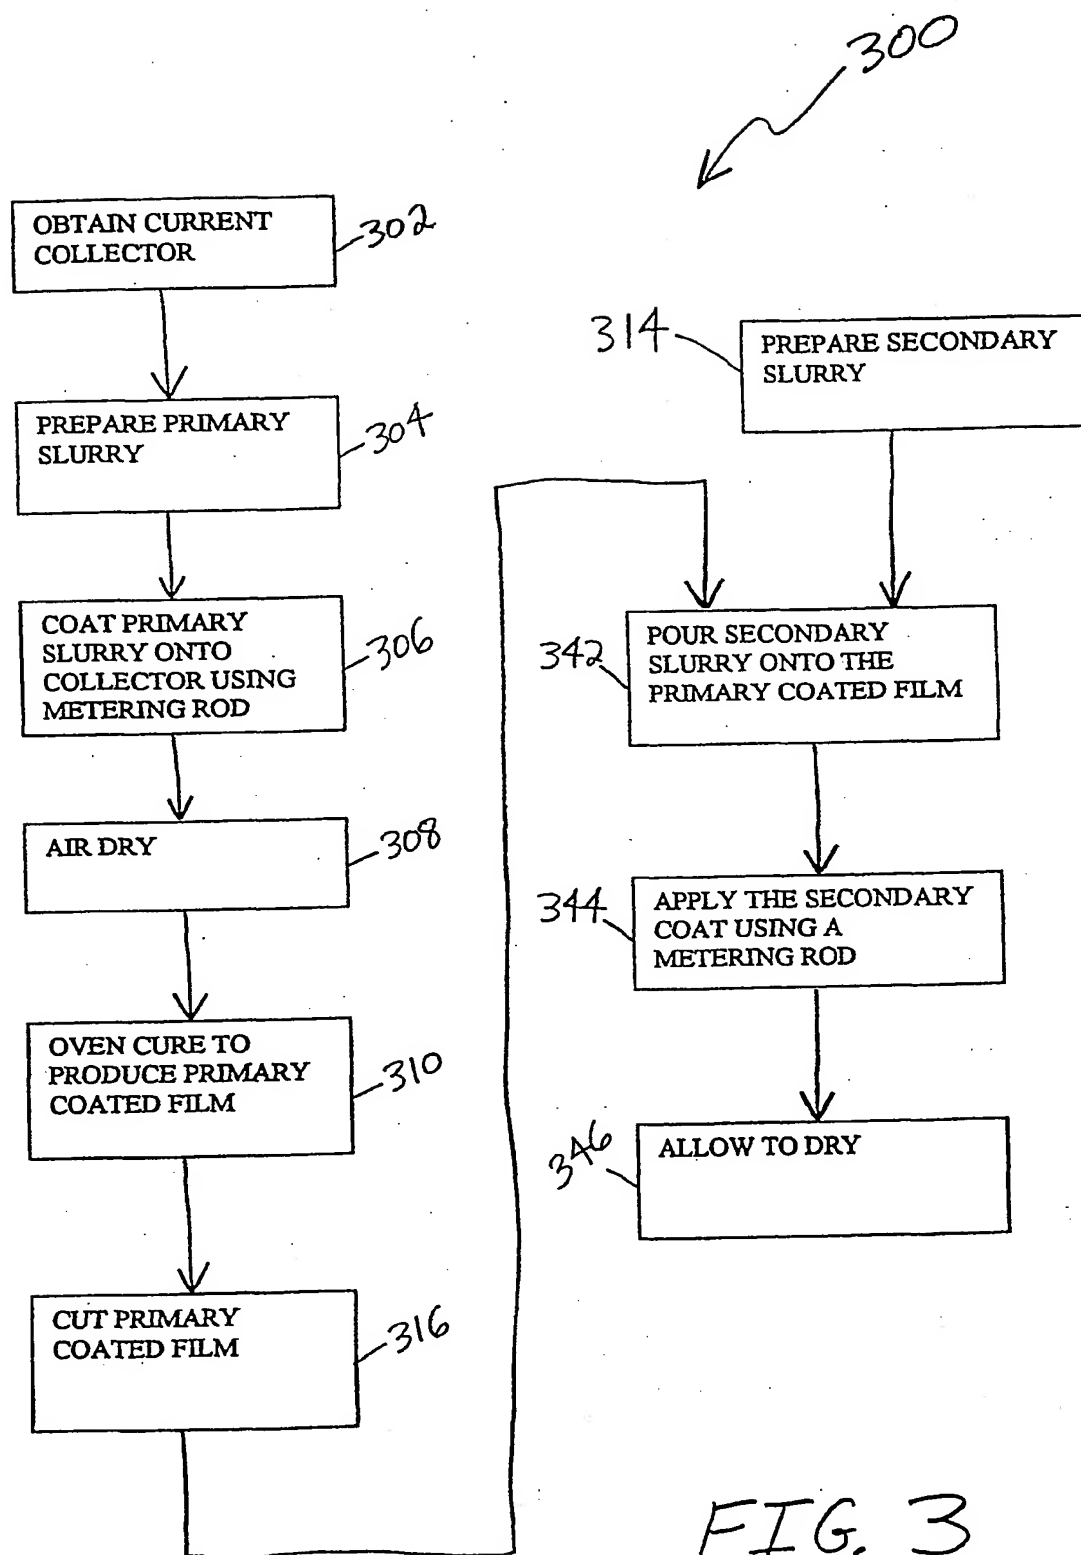 300
OBTAIN CURRENT
COLLECTOR
302
PREPARE PRIMARY
SLURRY
304
COAT PRIMARY
SLURRY ONTO
COLLECTOR USING
METERING ROD
306
AIR DRY
308
OVEN CURE TO
PRODUCE PRIMARY
COATED FILM
310
CUT PRIMARY
COATED FILM
316
314
PREPARE SECONDARY
SLURRY
342
POUR SECONDARY
SLURRY ONTO THE
PRIMARY COATED FILM
344
APPLY THE SECONDARY
COAT USING A
METERING ROD
346
ALLOW TO DRY
FIG. 3